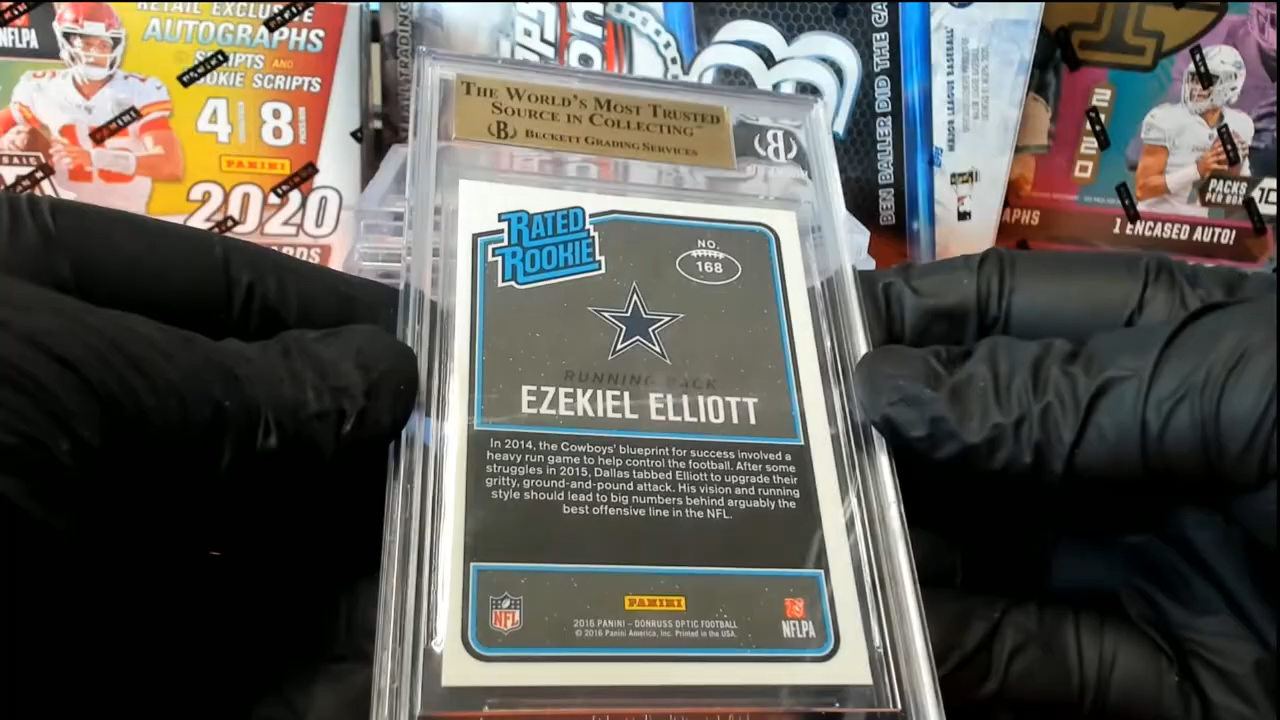 RETAIL EXCLUSIVE
AUTOGRAPHS
SCRIPTS AND
ROOKIE SCRIPTS
4 8
PANINI
2020
NFLPA
THE WORLD'S MOST TRUSTED
SOURCE IN COLLECTING™
BECKETT GRADING SERVICES
BEN BALLER DID THE
MAJOR LEAGUE BASEBALL
2020
PACKS
PER BOX
1 ENCASED AUTO!
RATED
ROOKIE
NO.
168
RUNNING BACK
EZEKIEL ELLIOTT
In 2014, the Cowboys' blueprint for success involved a
heavy run game to help control the football. After some
struggles in 2015, Dallas tabbed Elliott to upgrade their
gritty, ground-and-pound attack. His vision and running
style should lead to big numbers behind arguably the
best offensive line in the NFL.
NFL
PANINI
2016 PANINI – DONRUSS OPTIC FOOTBALL
© 2016 Panini America, Inc. Printed in the USA.
NFLPA